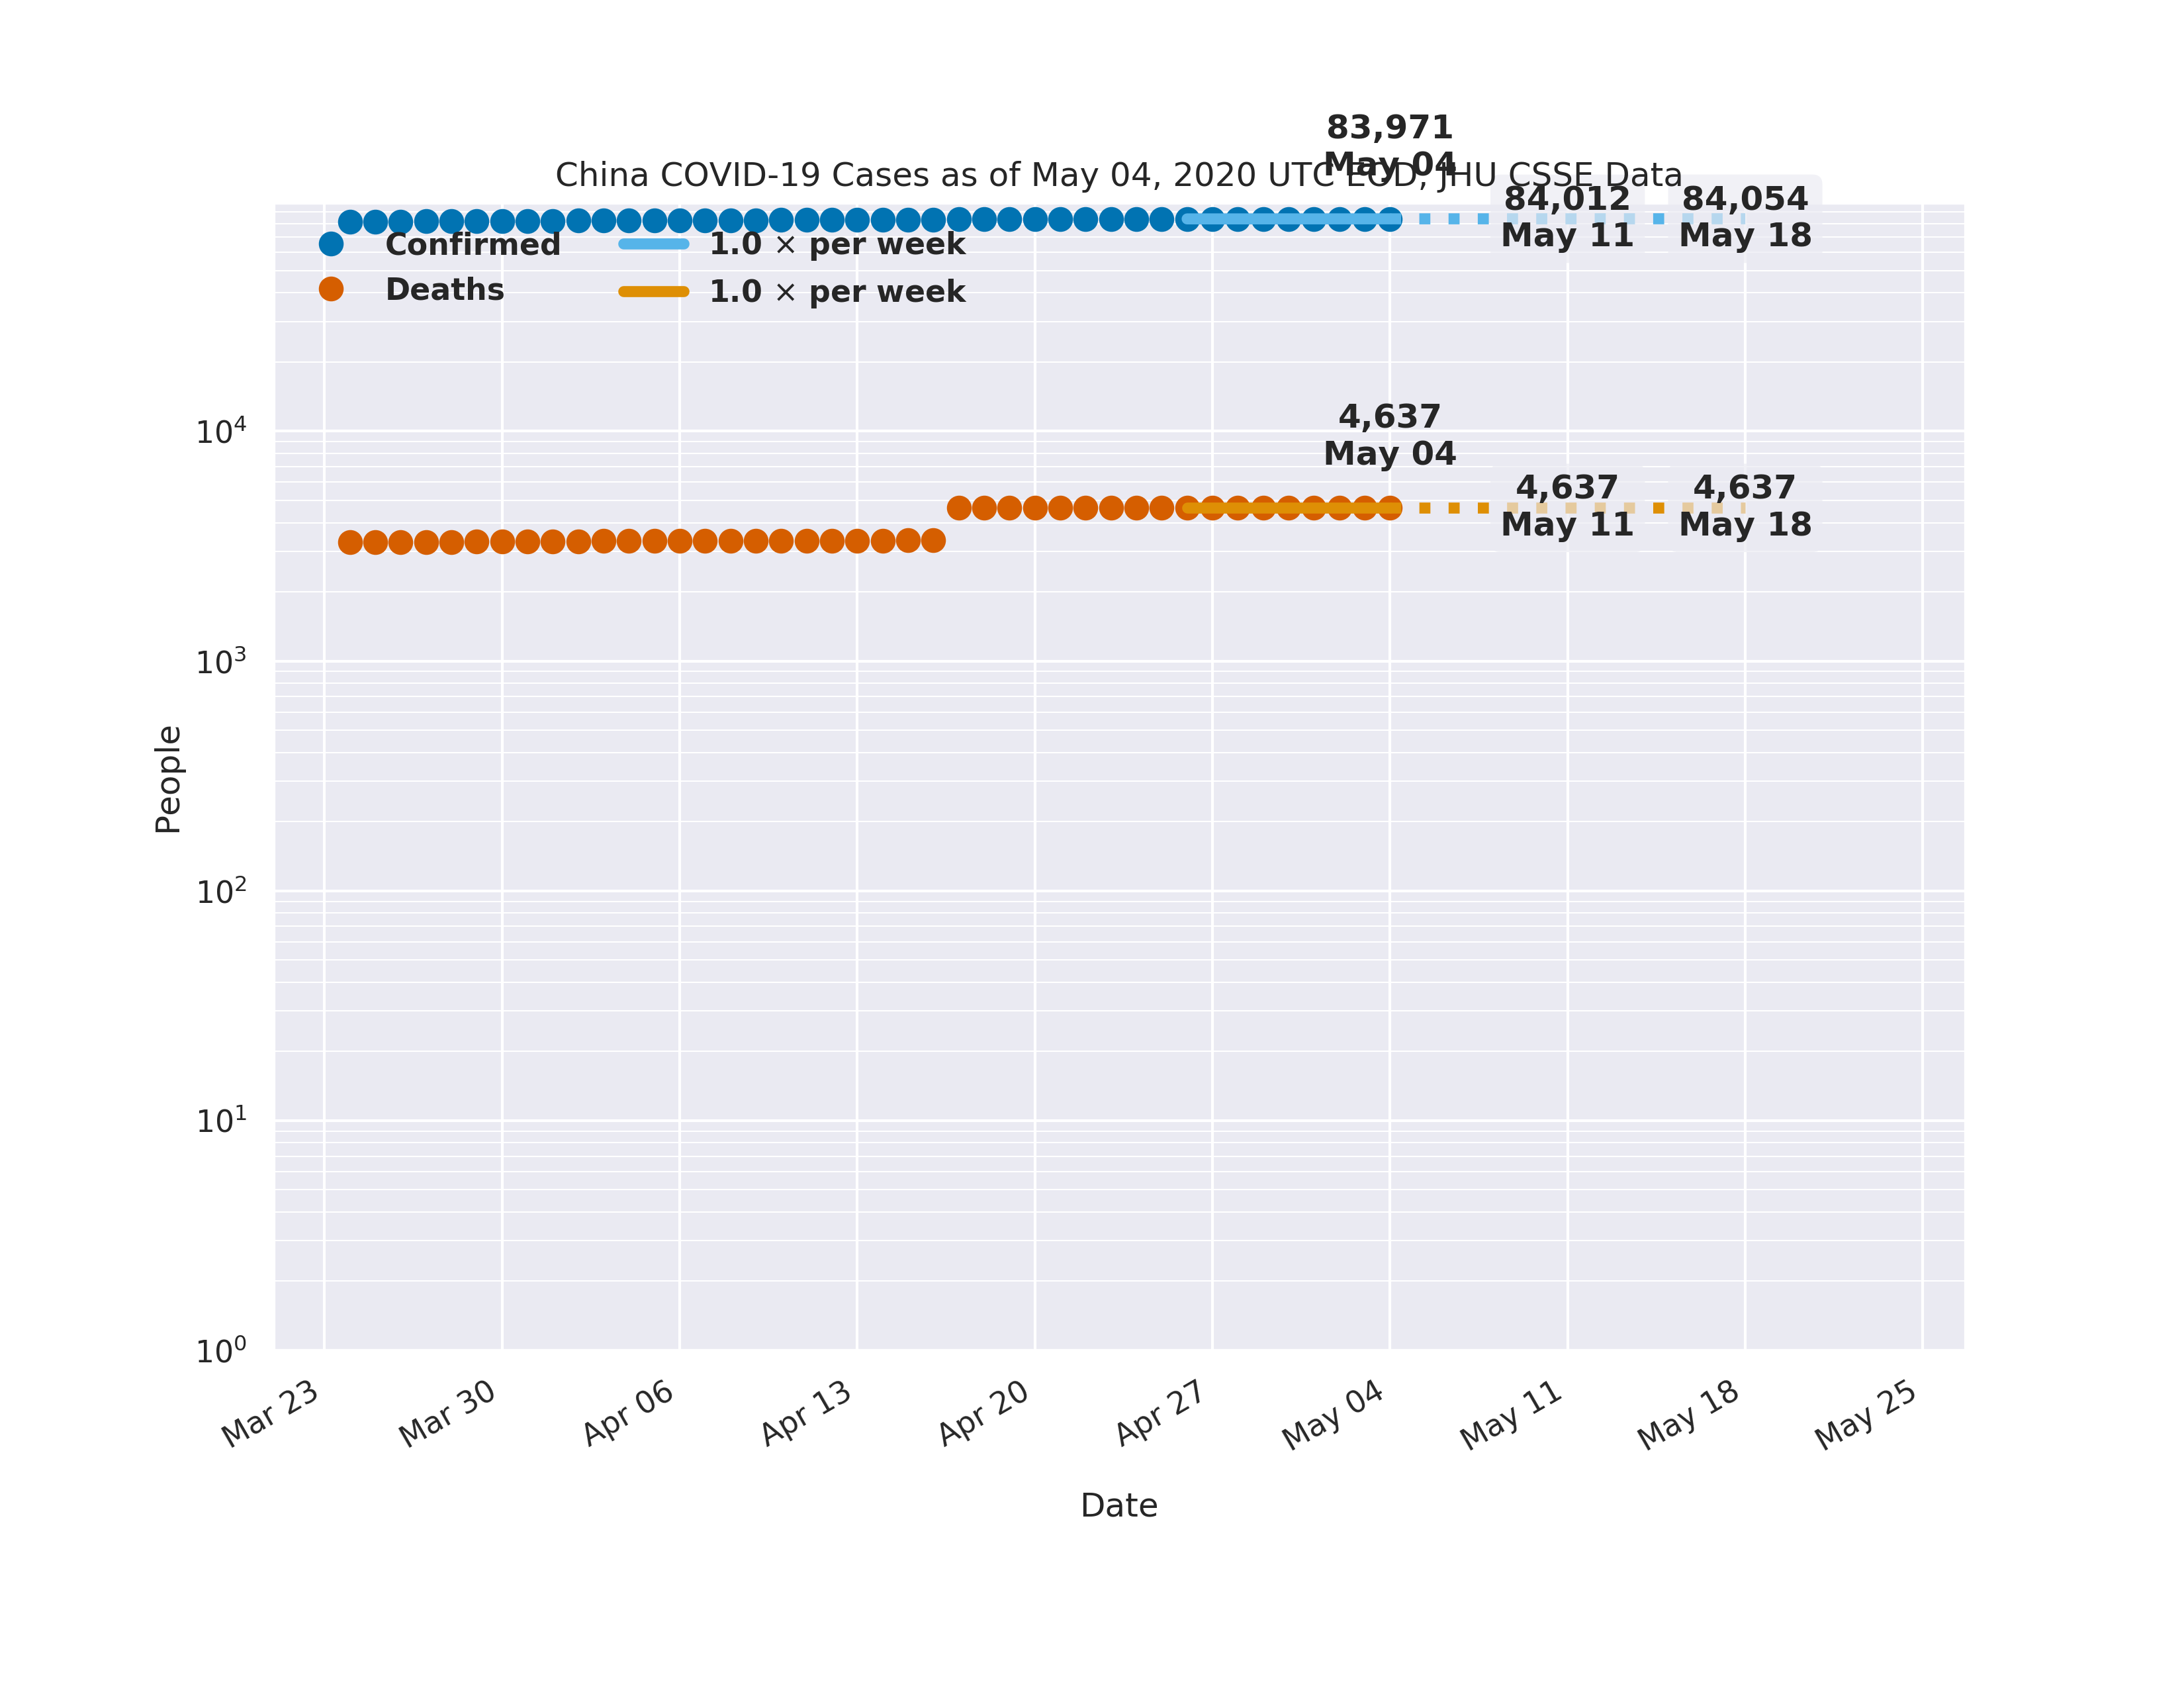 83,971
May 04
China COVID-19 Cases as of May 04, 2020 UTC EOD, JHU CSSE Data
84,012
May 11
84,054
May 18
Confirmed
Deaths
1.0 × per week
1.0 × per week
4,637
May 04
4,637
May 11
4,637
May 18
10⁴
10³
10²
10¹
10⁰
People
Mar 23
Mar 30
Apr 06
Apr 13
Apr 20
Apr 27
May 04
May 11
May 18
May 25
Date